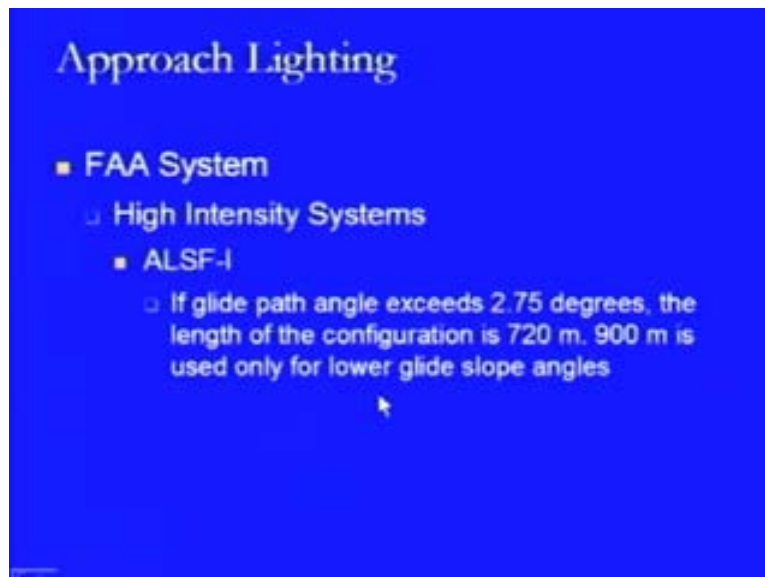 Approach Lighting
FAA System
High Intensity Systems
ALSF-I
If glide path angle exceeds 2.75 degrees, the
length of the configuration is 720 m. 900 m is
used only for lower glide slope angles